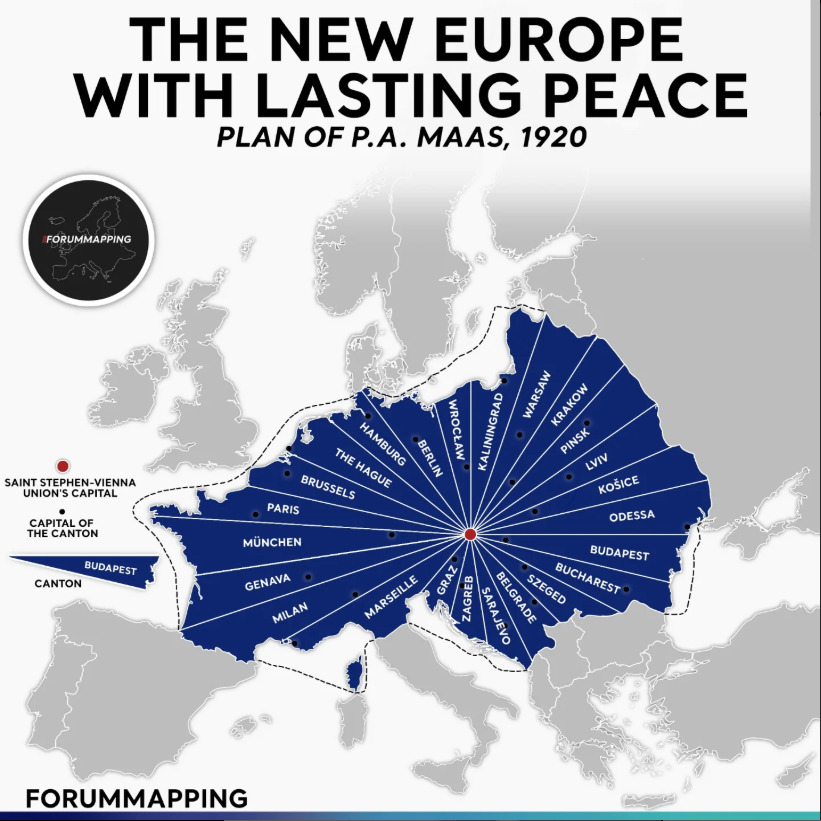 THE NEW EUROPE
WITH LASTING PEACE
PLAN OF P.A. MAAS, 1920
FORUMMAPPING
WARSAW
KRAKOW
PINSK
LVIV
KOŠICE
ODESSA
BUDAPEST
BUCHAREST
SZEGED
BELGRADE
SARAJEVO
ZAGREB
GRAZ
MARSEILLE
MILAN
GENAVA
MÜNCHEN
PARIS
BRUSSELS
THE HAGUE
HAMBURG
BERLIN
WROCŁAW
KALININGRAD
SAINT STEPHEN-VIENNA
UNION'S CAPITAL
CAPITAL OF
THE CANTON
BUDAPEST
CANTON
FORUMMAPPING